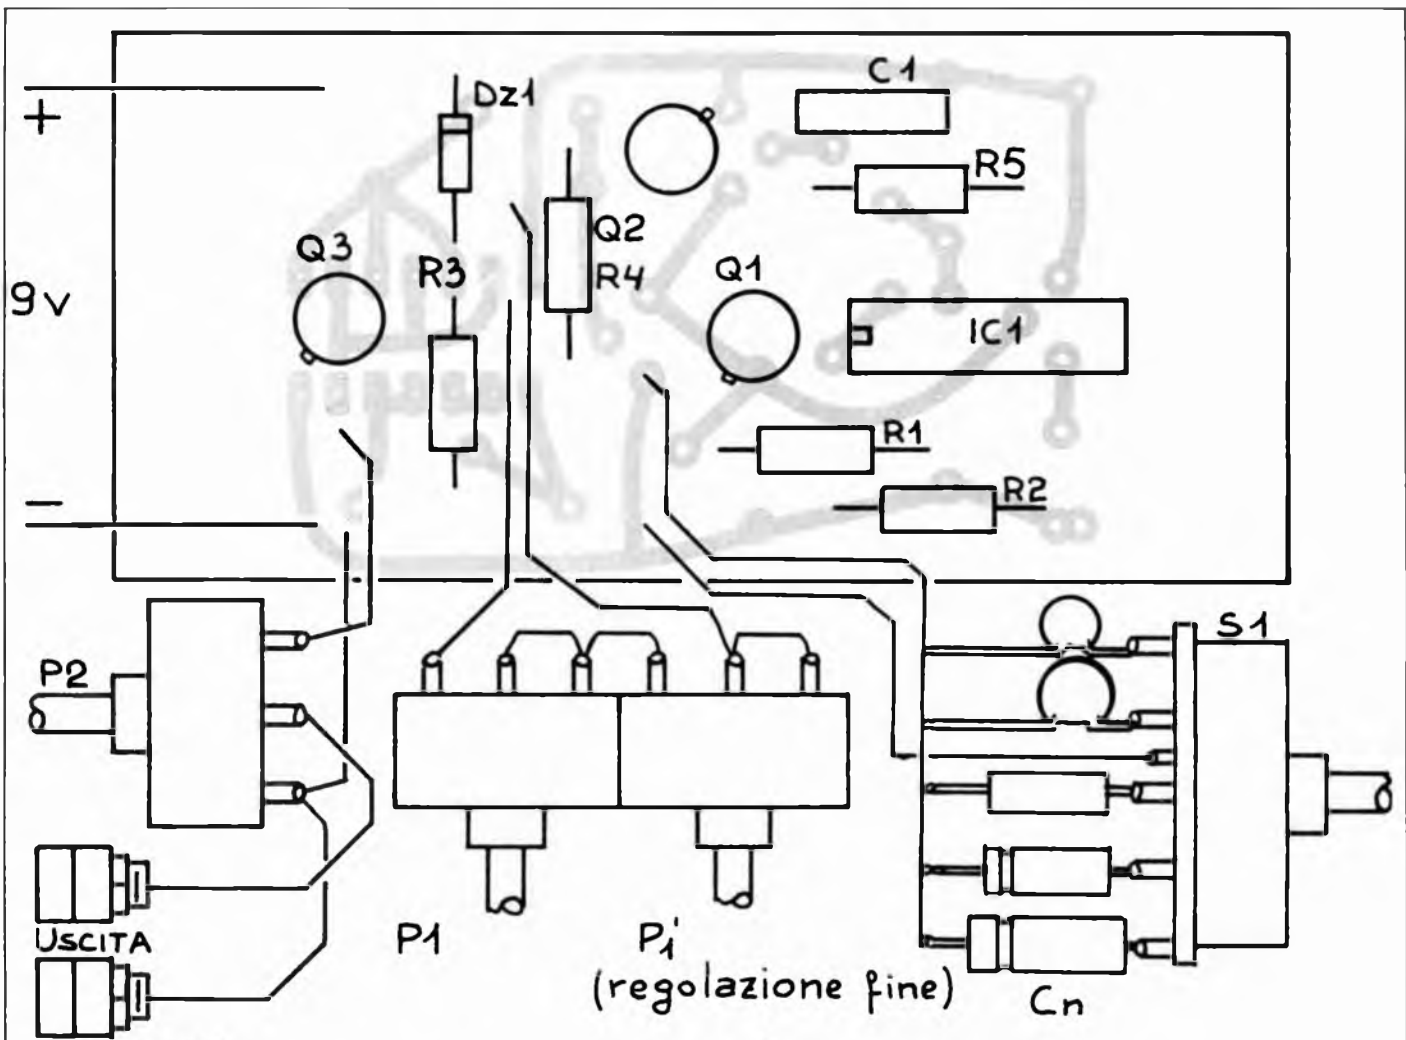 C1
Dz1
+
R5
Q2
Q3
R3
R4
Q1
9v
IC1
R1
R2
−
S1
P2
USCITA
P1
P1'
(regolazione fine)
Cn